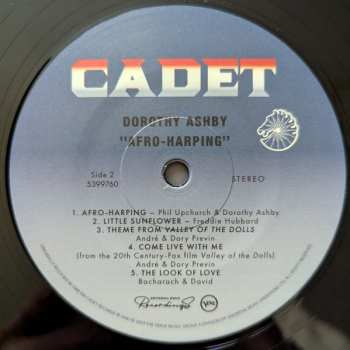 CADET
DOROTHY ASHBY
"AFRO-HARPING"
Side 2
5399760
STEREO
1. AFRO-HARPING – Phil Upchurch & Dorothy Ashby
2. LITTLE SUNFLOWER – Freddie Hubbard
3. THEME FROM VALLEY OF THE DOLLS
André & Dory Previn
4. COME LIVE WITH ME
(from the 20th Century-Fox film Valley of the Dolls)
André & Dory Previn
5. THE LOOK OF LOVE
Bacharach & David
Recordings
Verve